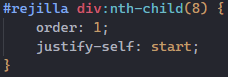 #rejilla div:nth-child(8) {
    order: 1;
    justify-self: start;
}